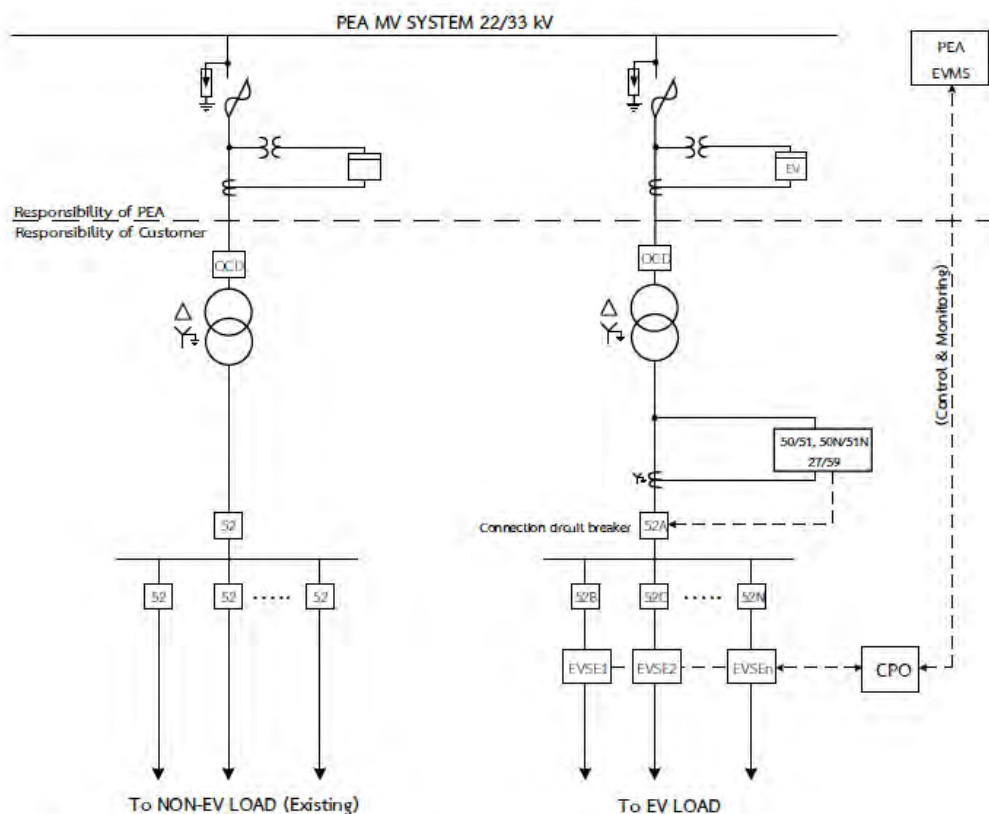 PEA MV SYSTEM 22/33 kV
PEA
EVMS
EV
Responsibility of PEA
Responsibility of Customer
OCD
OCD
(Control & Monitoring)
50/51, 50N/51N
27/59
52
Connection circuit breaker
52A
52
52
.....
52
52B
52C
.....
52N
EVSE1
EVSE2
EVSEn
CPO
To NON-EV LOAD (Existing)
To EV LOAD